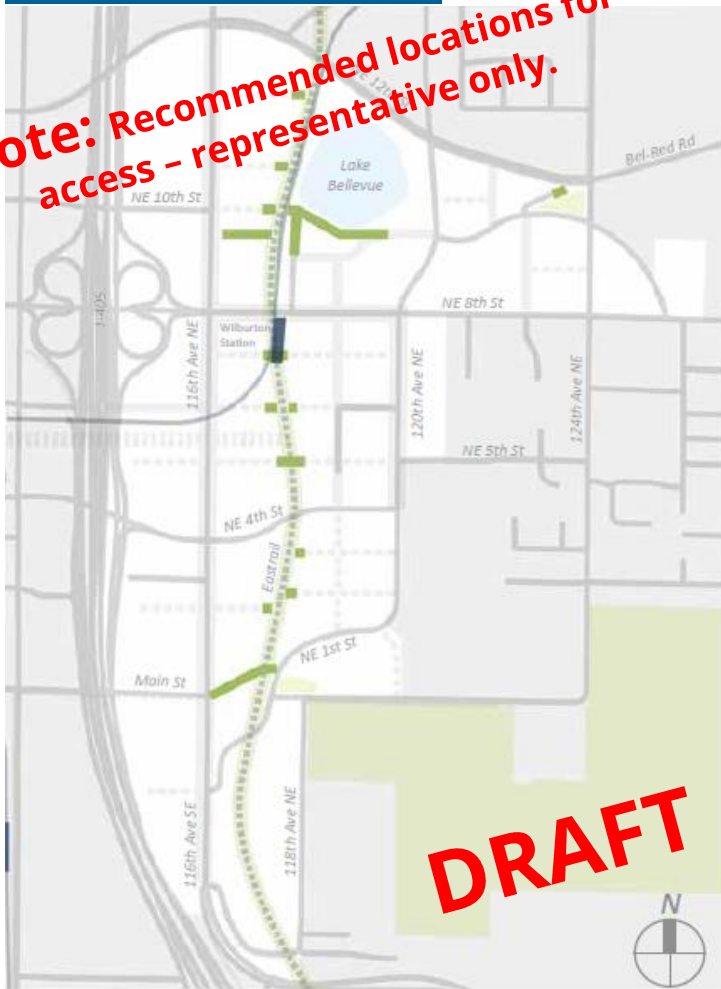 ote: Recommended locations for
access – representative only.
NE 12th
Lake
Bellevue
Bel-Red Rd
NE 10th St
I-405
NE 8th St
Wilburton
Station
116th Ave NE
120th Ave NE
124th Ave NE
NE 5th St
NE 4th St
Eastrail
NE 1st St
Main St
116th Ave SE
118th Ave NE
DRAFT
N